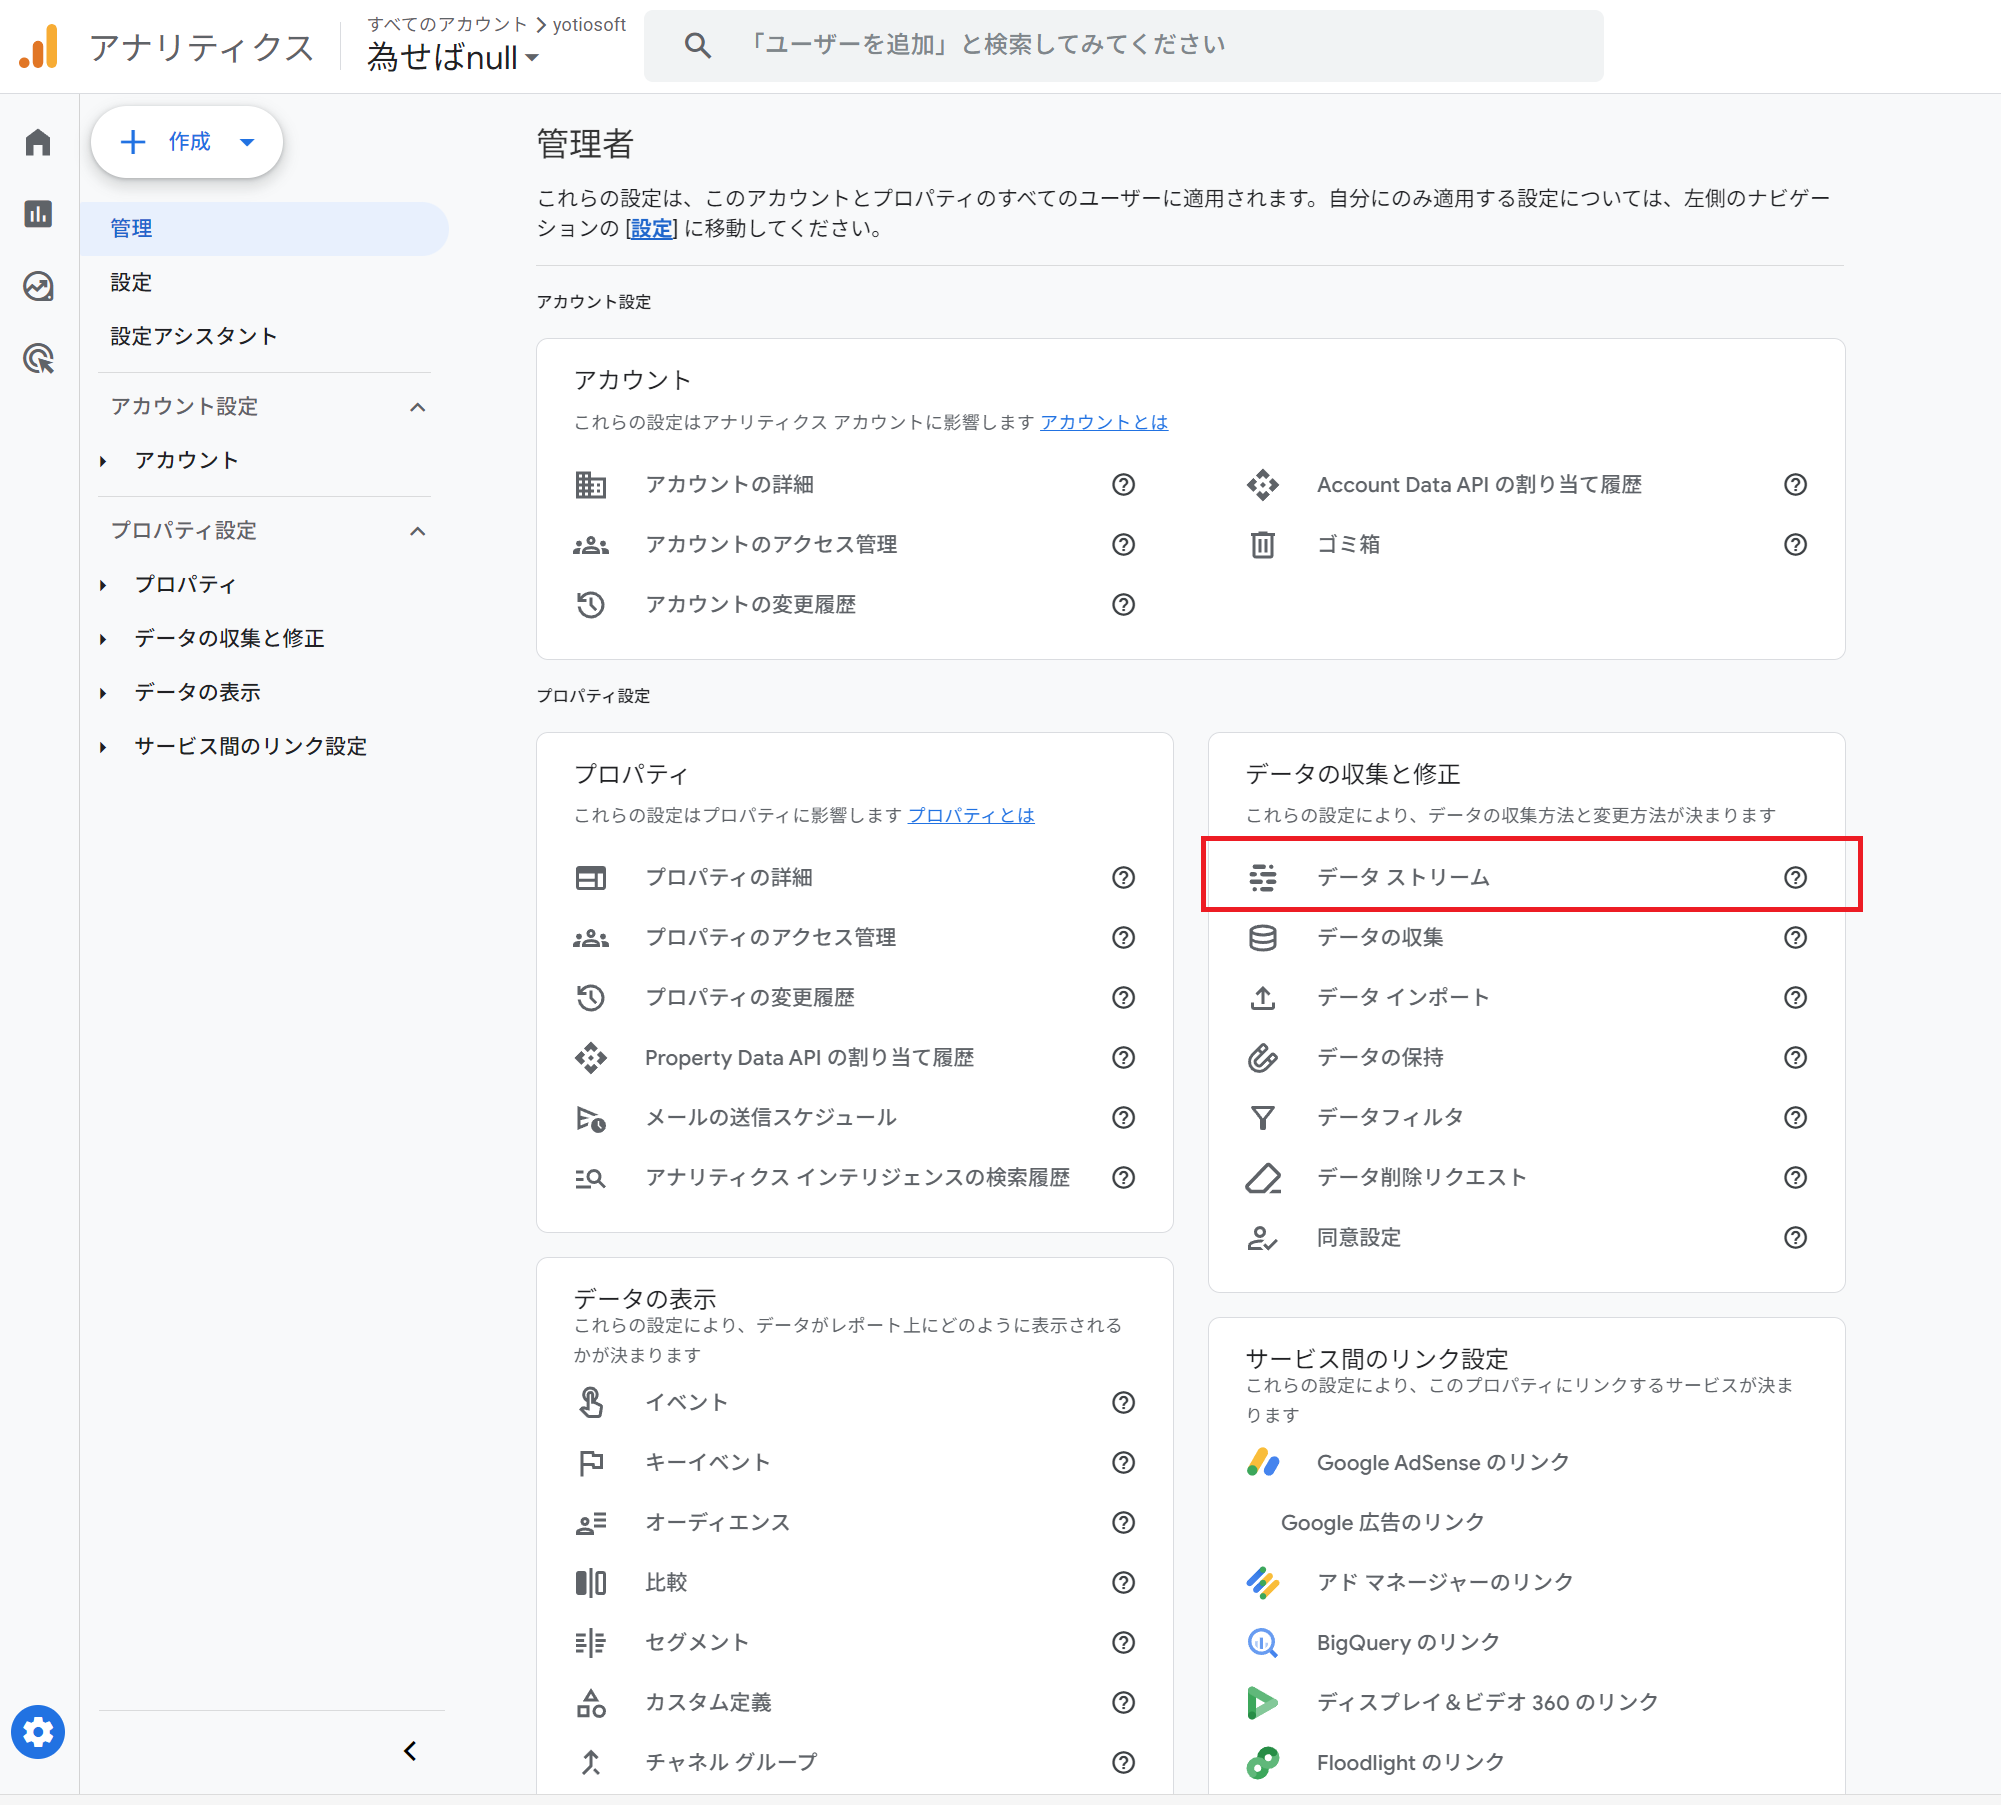 アナリティクス
すべてのアカウント > yotiosoft
為せばnull
「ユーザーを追加」と検索してみてください
作成
管理
設定
設定アシスタント
アカウント設定
アカウント
プロパティ設定
プロパティ
データの収集と修正
データの表示
サービス間のリンク設定
管理者
これらの設定は、このアカウントとプロパティのすべてのユーザーに適用されます。自分にのみ適用する設定については、左側のナビゲー
ションの [設定] に移動してください。
アカウント設定
アカウント
これらの設定はアナリティクス アカウントに影響します アカウントとは
アカウントの詳細
アカウントのアクセス管理
アカウントの変更履歴
Account Data API の割り当て履歴
ゴミ箱
プロパティ設定
プロパティ
これらの設定はプロパティに影響します プロパティとは
プロパティの詳細
プロパティのアクセス管理
プロパティの変更履歴
Property Data API の割り当て履歴
メールの送信スケジュール
アナリティクス インテリジェンスの検索履歴
データの収集と修正
これらの設定により、データの収集方法と変更方法が決まります
データ ストリーム
データの収集
データ インポート
データの保持
データフィルタ
データ削除リクエスト
同意設定
データの表示
これらの設定により、データがレポート上にどのように表示される
かが決まります
イベント
キーイベント
オーディエンス
比較
セグメント
カスタム定義
チャネル グループ
サービス間のリンク設定
これらの設定により、このプロパティにリンクするサービスが決ま
ります
Google AdSense のリンク
Google 広告のリンク
アド マネージャーのリンク
BigQuery のリンク
ディスプレイ＆ビデオ 360 のリンク
Floodlight のリンク